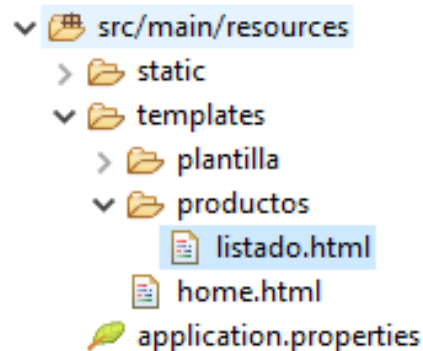 src/main/resources
static
templates
plantilla
productos
listado.html
home.html
application.properties